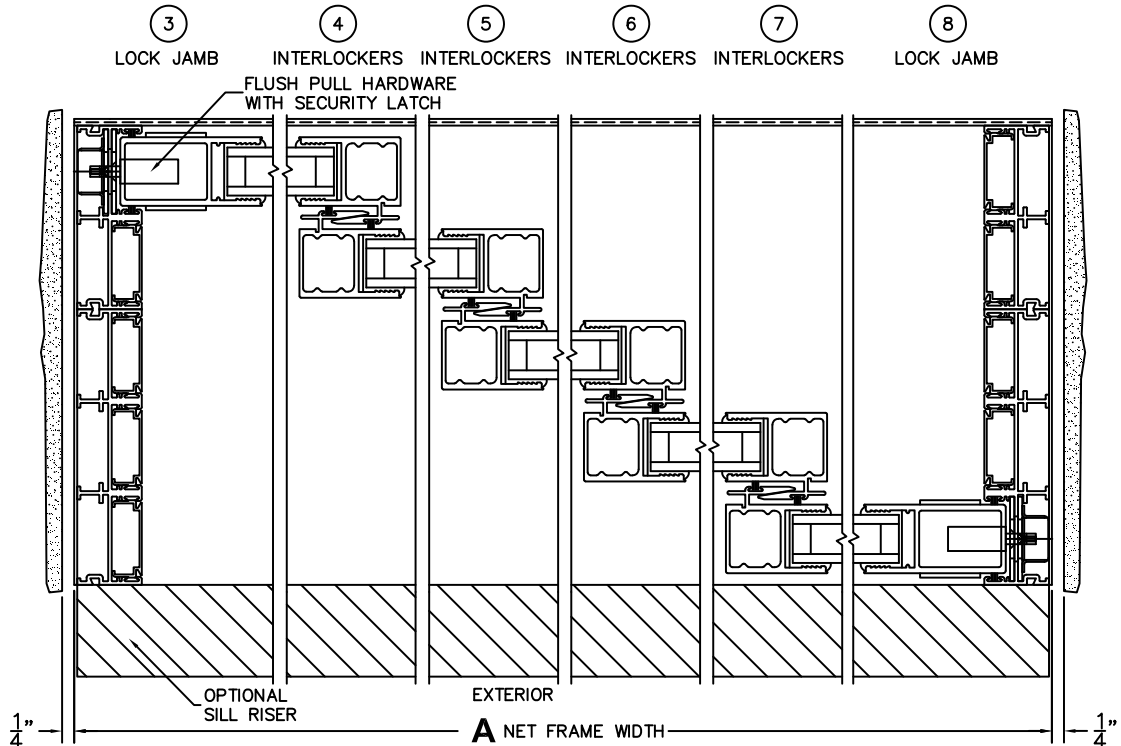 3 4 5 6 7 8
LOCK JAMB INTERLOCKERS INTERLOCKERS INTERLOCKERS INTERLOCKERS LOCK JAMB
FLUSH PULL HARDWARE
WITH SECURITY LATCH
OPTIONAL
SILL RISER
EXTERIOR
1/4" A NET FRAME WIDTH 1/4"